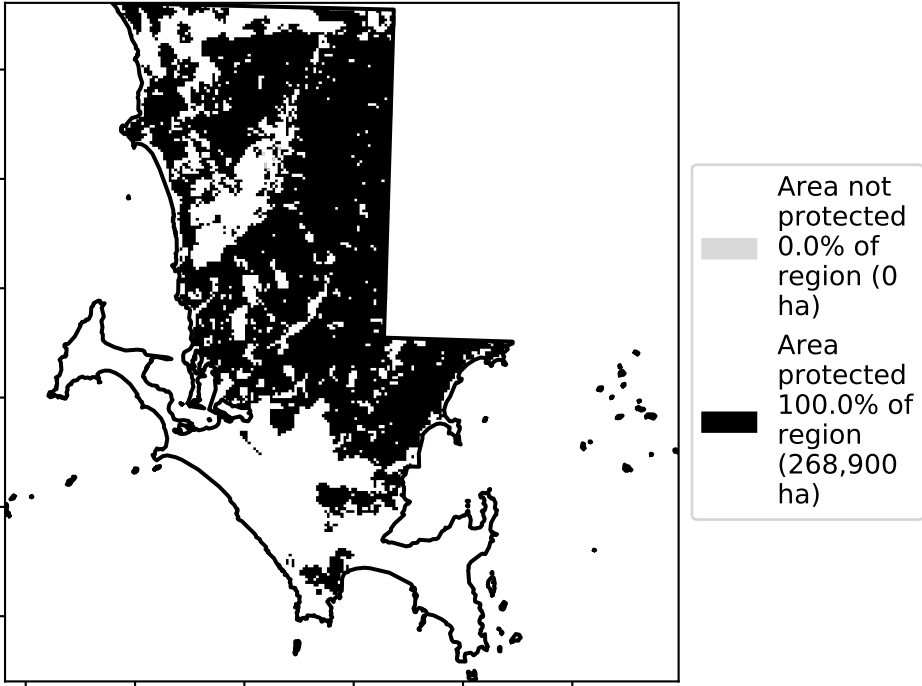 Area not
protected
0.0% of
region (0
ha)
Area
protected
100.0% of
region
(268,900
ha)